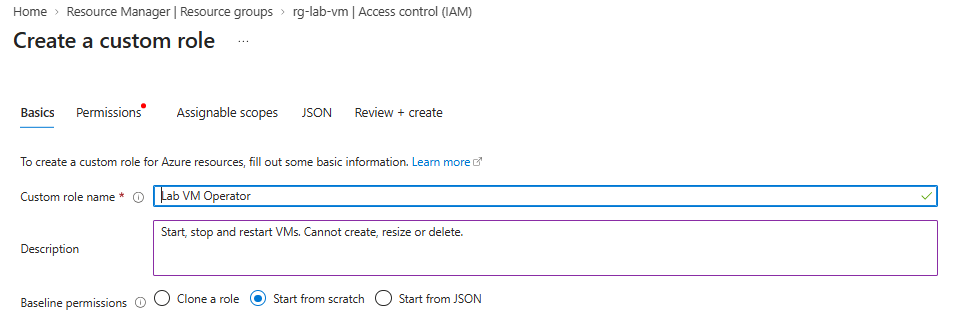 Home > Resource Manager | Resource groups > rg-lab-vm | Access control (IAM)
Create a custom role ...
Basics Permissions Assignable scopes JSON Review + create
To create a custom role for Azure resources, fill out some basic information. Learn more
Custom role name * Lab VM Operator
Description Start, stop and restart VMs. Cannot create, resize or delete.
Baseline permissions Clone a role Start from scratch Start from JSON